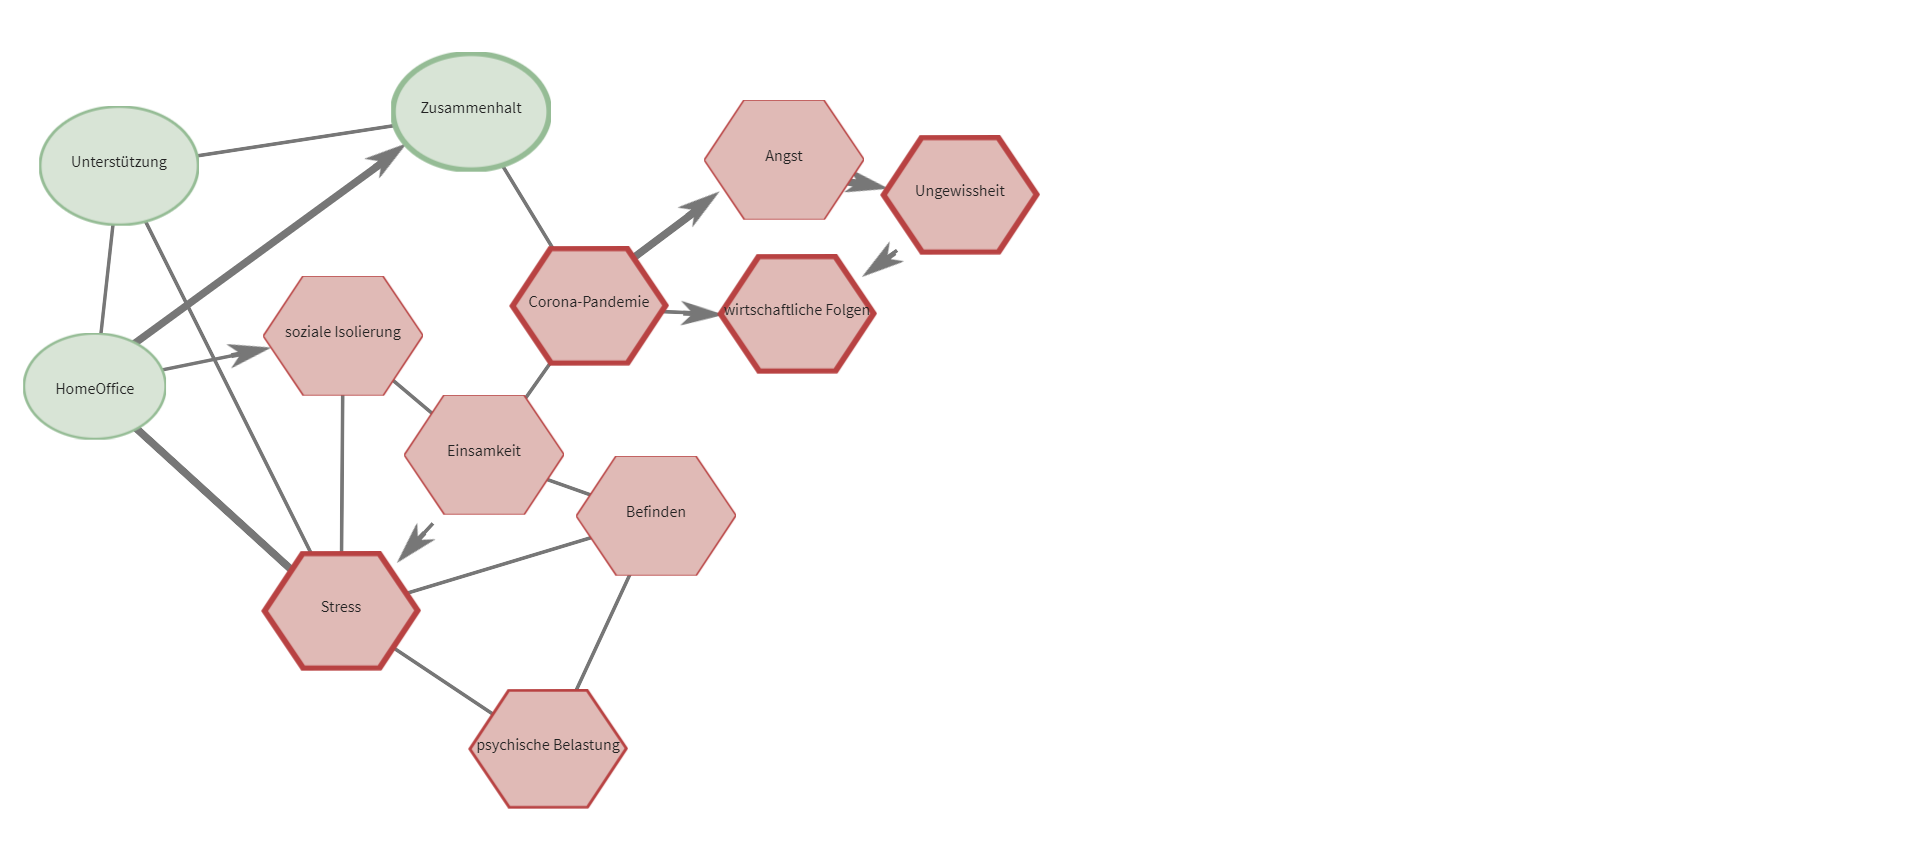 Zusammenhalt
Unterstützung
Angst
Ungewissheit
Corona-Pandemie
wirtschaftliche Folgen
soziale Isolierung
HomeOffice
Einsamkeit
Befinden
Stress
psychische Belastung